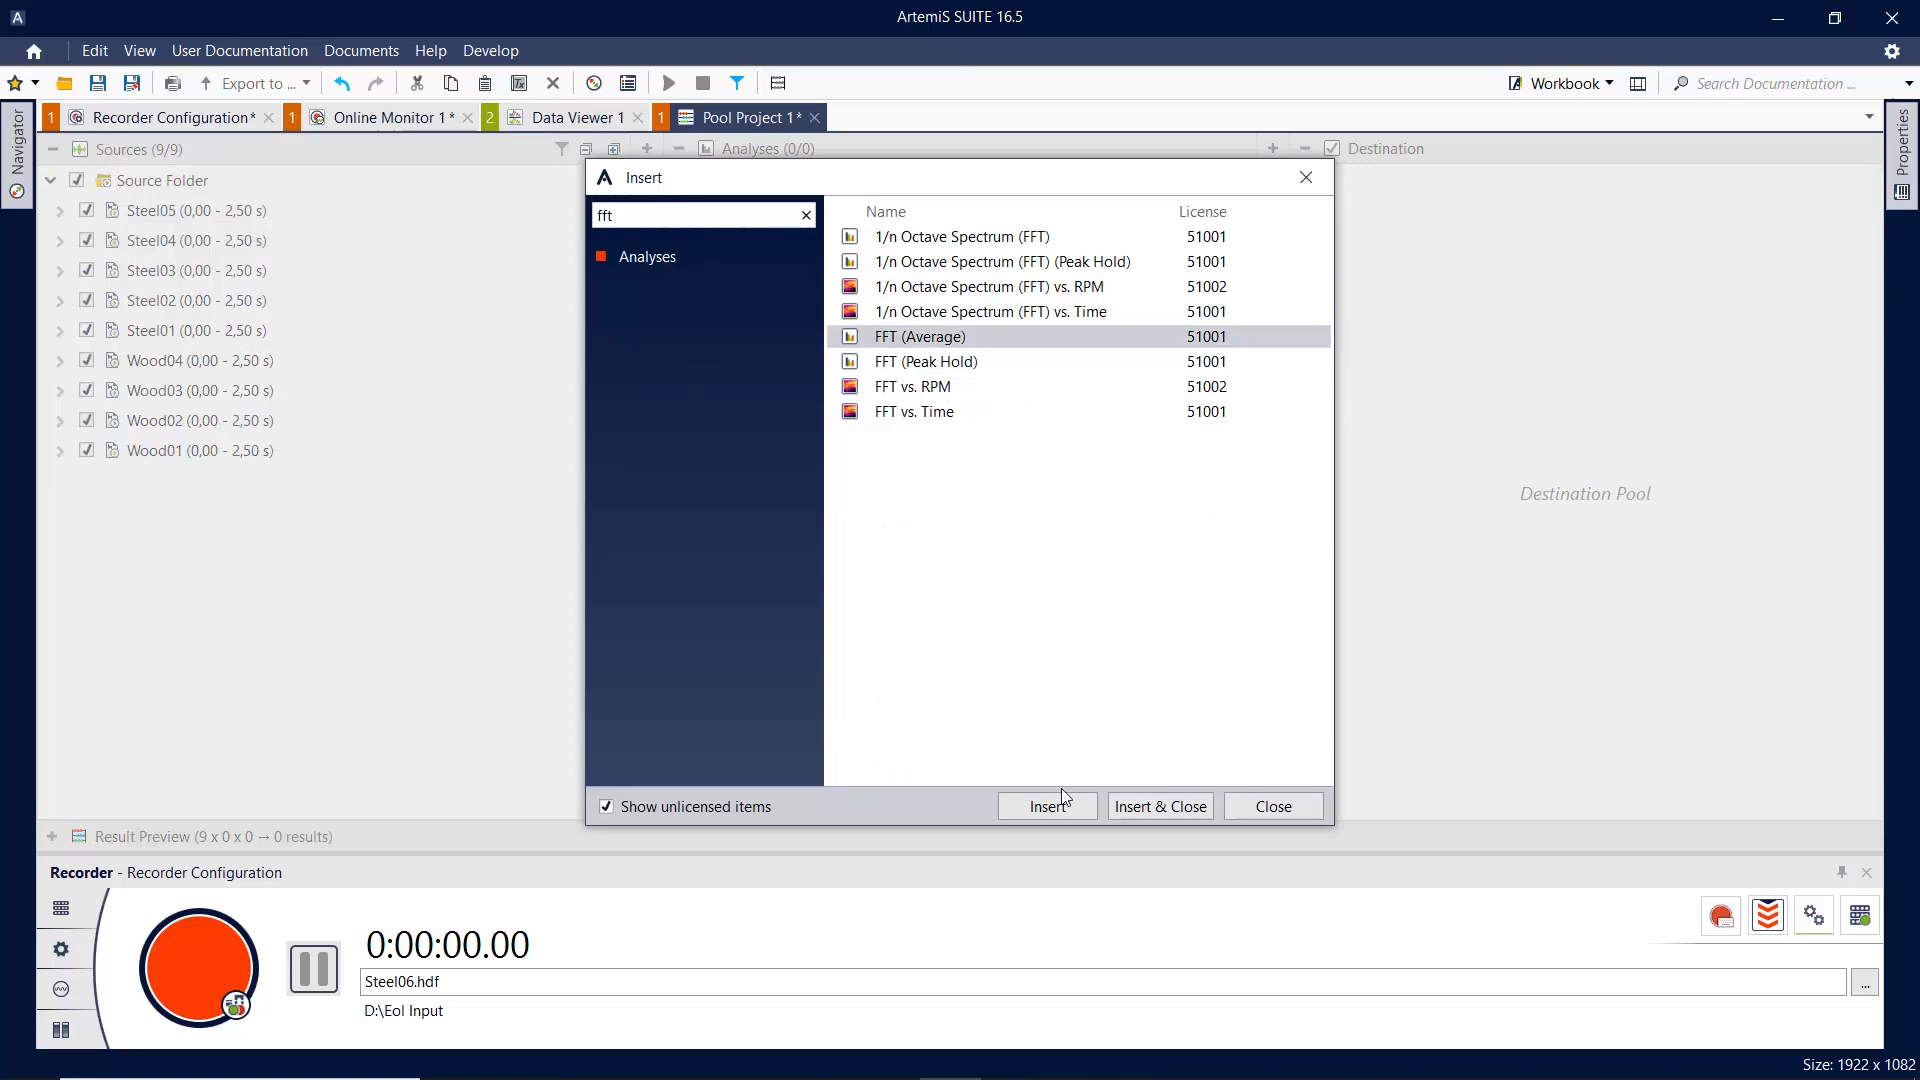 A
ArtemiS SUITE 16.5
Edit View User Documentation Documents Help Develop
Export to ...
Workbook
Search Documentation ...
Navigator
1 Recorder Configuration*
1 Online Monitor 1*
2 Data Viewer 1
1 Pool Project 1*
Properties
Sources (9/9)
Analyses (0/0)
Destination
Source Folder
Steel05 (0,00 - 2,50 s)
Steel04 (0,00 - 2,50 s)
Steel03 (0,00 - 2,50 s)
Steel02 (0,00 - 2,50 s)
Steel01 (0,00 - 2,50 s)
Wood04 (0,00 - 2,50 s)
Wood03 (0,00 - 2,50 s)
Wood02 (0,00 - 2,50 s)
Wood01 (0,00 - 2,50 s)
Insert
fft
Analyses
Name License
1/n Octave Spectrum (FFT) 51001
1/n Octave Spectrum (FFT) (Peak Hold) 51001
1/n Octave Spectrum (FFT) vs. RPM 51002
1/n Octave Spectrum (FFT) vs. Time 51001
FFT (Average) 51001
FFT (Peak Hold) 51001
FFT vs. RPM 51002
FFT vs. Time 51001
Show unlicensed items
Insert
Insert & Close
Close
Destination Pool
Result Preview (9 x 0 x 0 → 0 results)
Recorder - Recorder Configuration
0:00:00.00
Steel06.hdf
...
D:\Eol Input
Size: 1922 x 1082